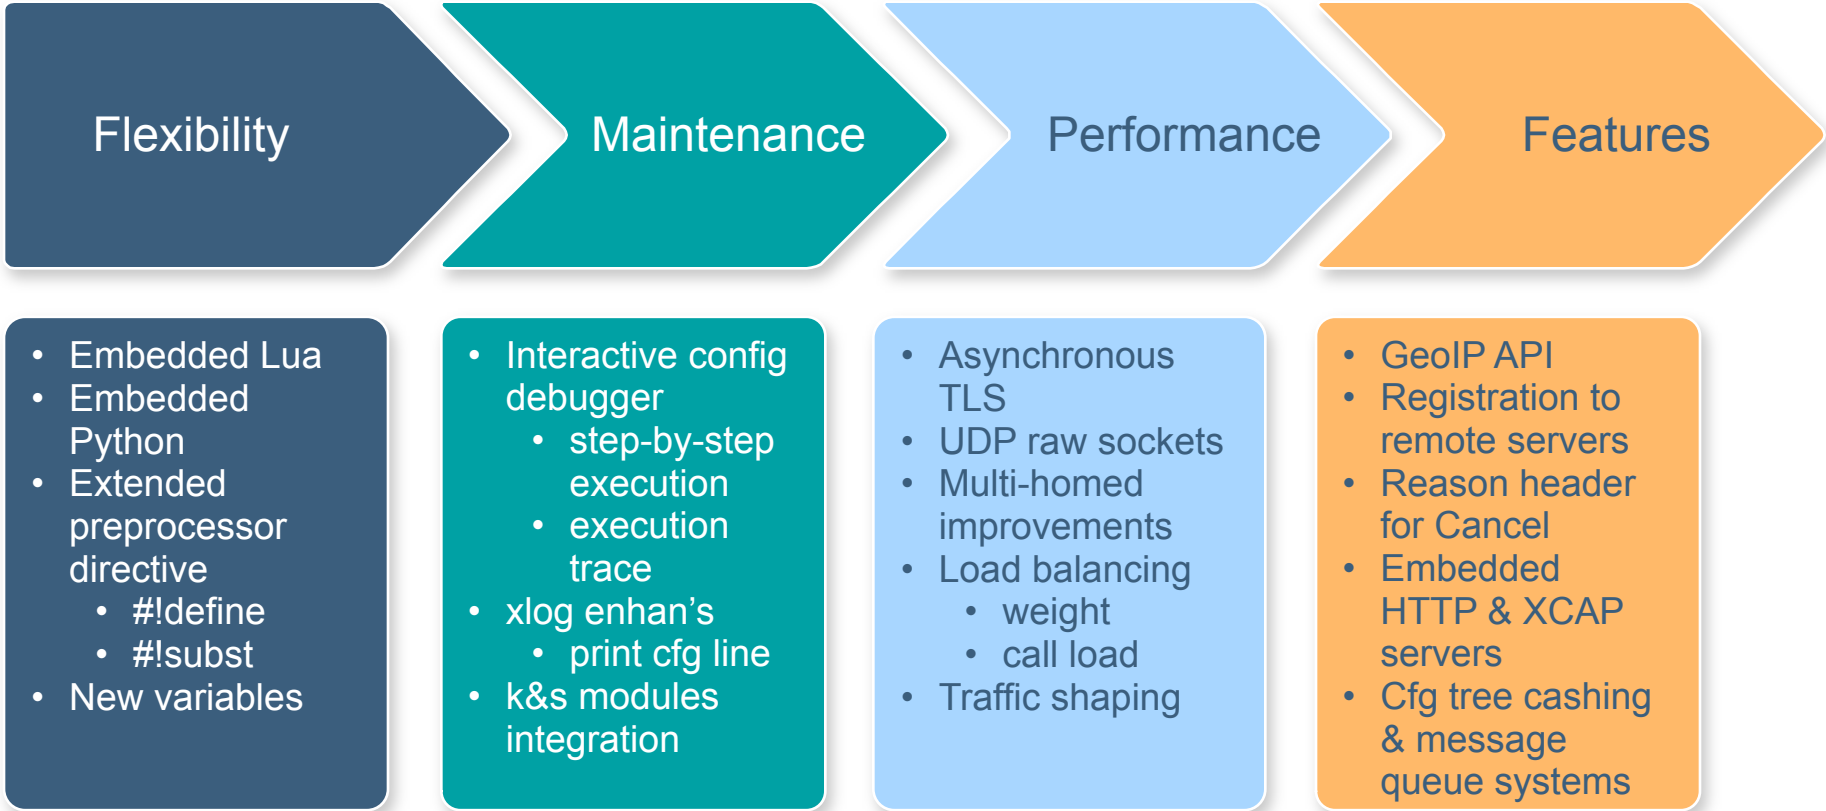 Flexibility
Maintenance
Performance
Features
• Embedded Lua
• Embedded
Python
• Extended
preprocessor
directive
• #!define
• #!subst
• New variables
• Interactive config
debugger
• step-by-step
execution
• execution
trace
• xlog enhan’s
• print cfg line
• k&s modules
integration
• Asynchronous
TLS
• UDP raw sockets
• Multi-homed
improvements
• Load balancing
• weight
• call load
• Traffic shaping
• GeoIP API
• Registration to
remote servers
• Reason header
for Cancel
• Embedded
HTTP & XCAP
servers
• Cfg tree cashing
& message
queue systems